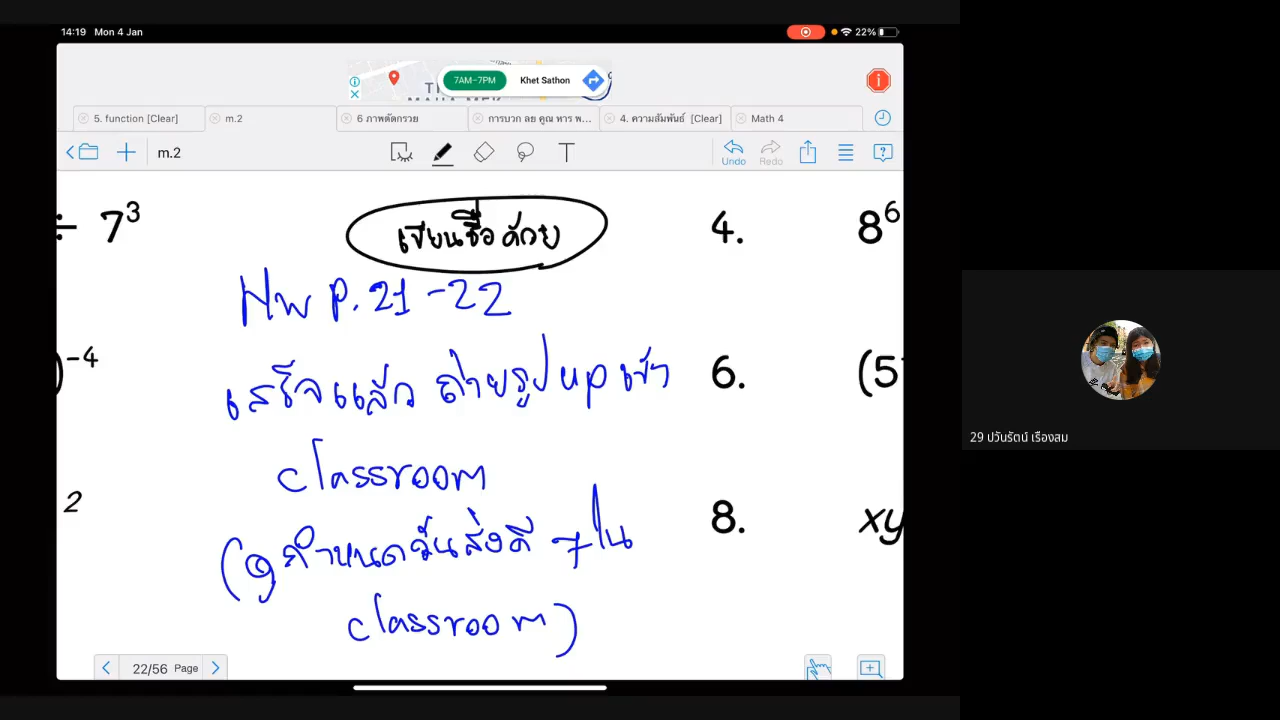 14:19 Mon 4 Jan
22%
7AM–7PM Khet Sathon
5. function [Clear] m.2 6 ภาพตัดกรวย การบวก ลย คูณ หาร พ... 4. ความสัมพันธ์ [Clear] Math 4
m.2 T Undo Redo
÷ 7³ เขียนชื่อด้วย 4. 8⁶
HW P. 21 - 22
)⁻⁴ เสร็จแล้ว ถ่ายรูป up เข้า 6. (5
classroom
2 8. xy
(ดูกำหนดวันส่งดี ๆ ใน
classroom)
22/56 Page
29 ปวันรัตน์ เรืองสม